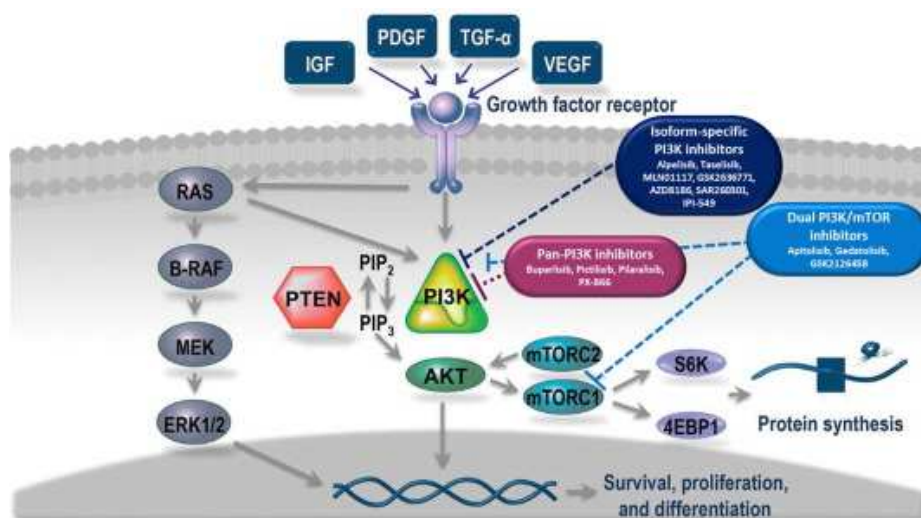 PDGF
TGF-α
IGF
VEGF
Growth factor receptor
Isoform-specific
PI3K inhibitors
Alpelisib, Taselisib,
MLN01117, GSK2636771,
AZD8186, SAR260301,
IPI-549
RAS
Dual PI3K/mTOR
inhibitors
Apitolisib, Gedatolisib,
GSK2126458
Pan-PI3K inhibitors
Buparlisib, Pictilisib, Pilaralisib,
PX-866
B-RAF
PIP2
PTEN
PI3K
PIP3
MEK
mTORC2
S6K
AKT
mTORC1
ERK1/2
4EBP1
Protein synthesis
Survival, proliferation,
and differentiation